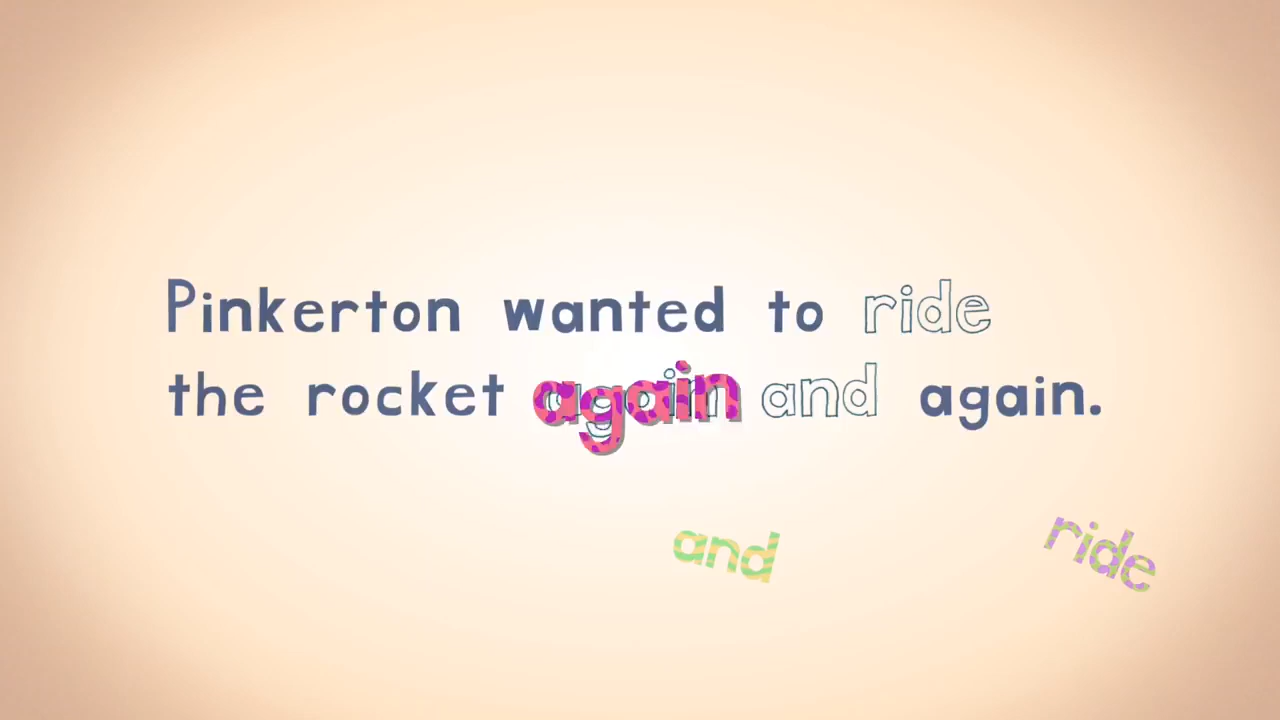 Pinkerton wanted to ride
the rocket again and again.
and
ride